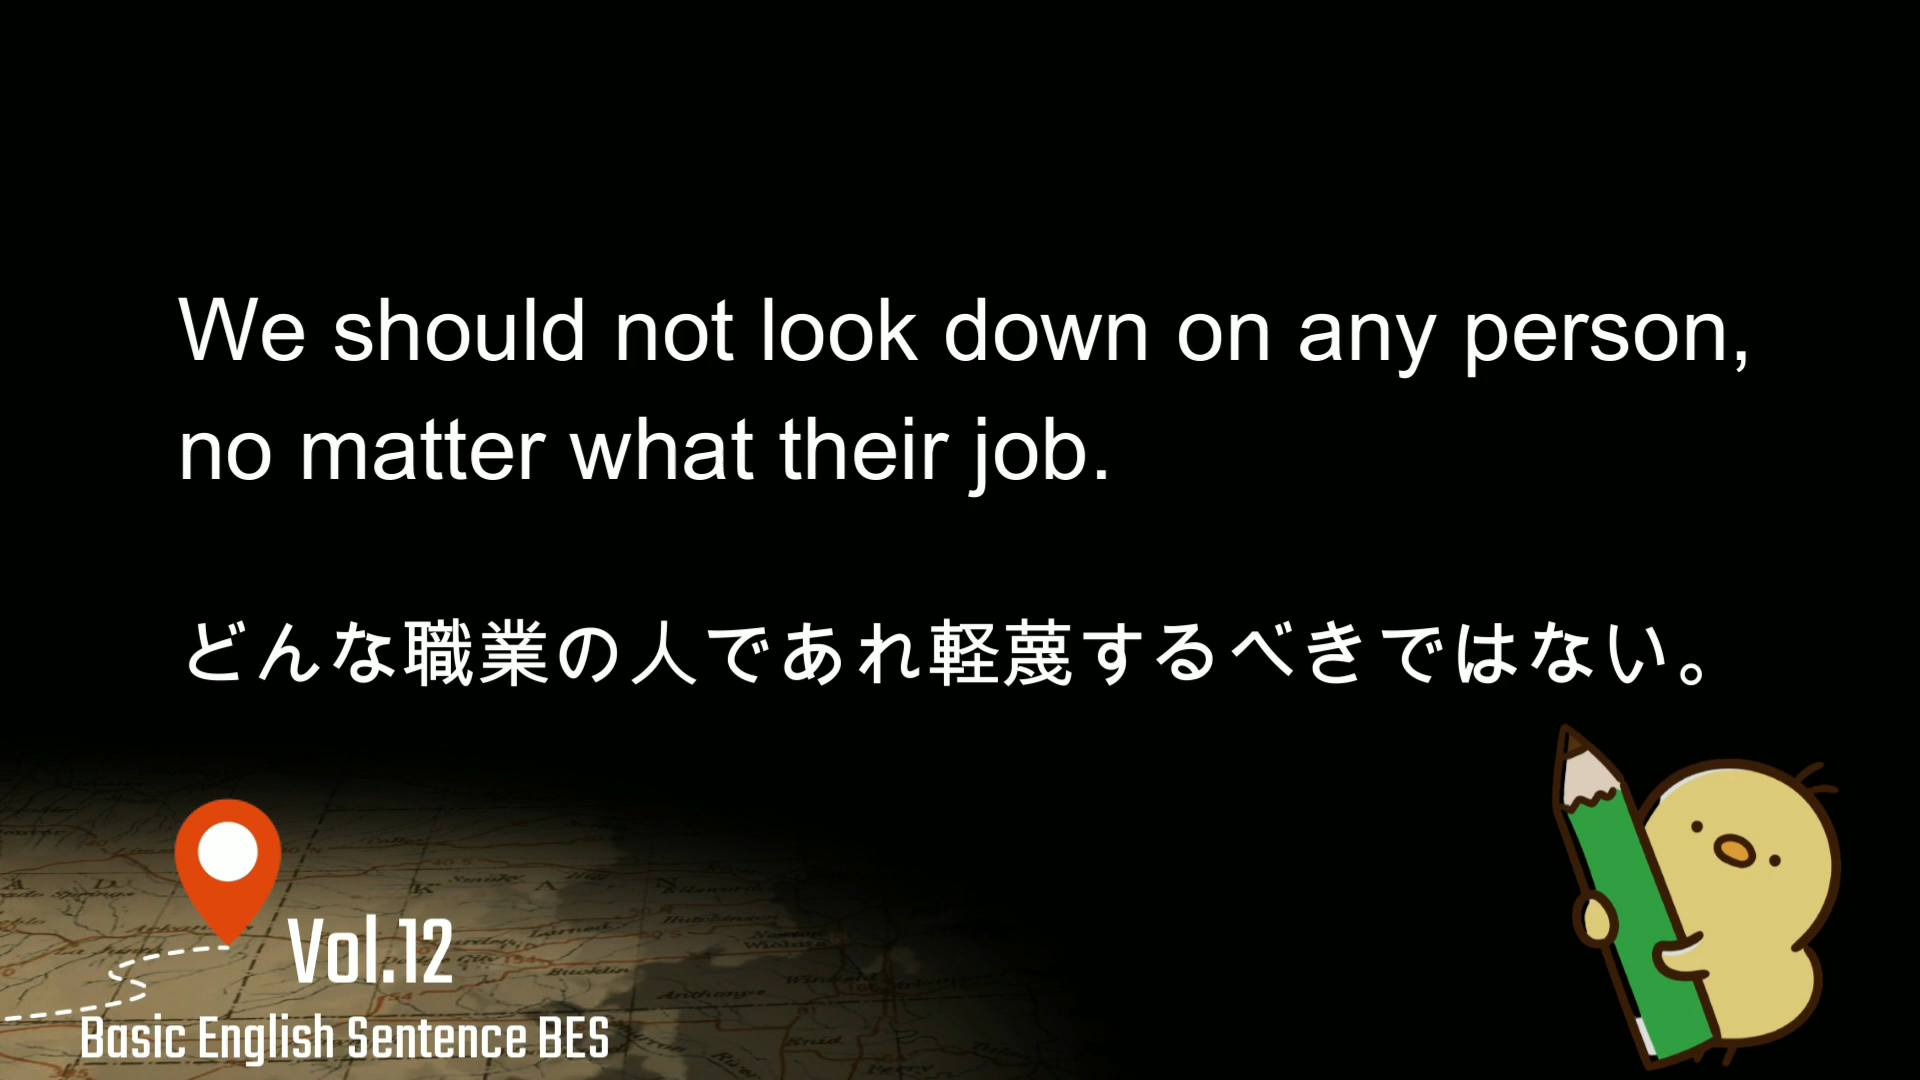 We should not look down on any person,
no matter what their job.
どんな職業の人であれ軽蔑するべきではない。
Vol.12
Basic English Sentence BES